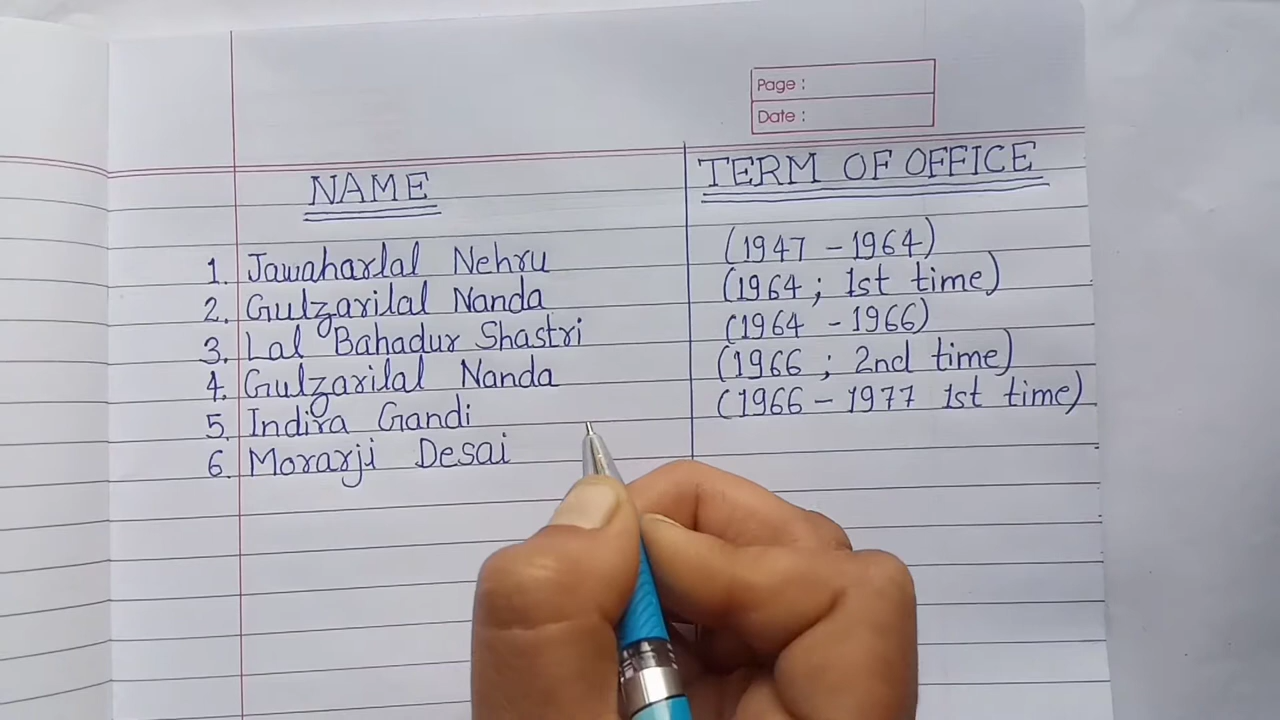 Page :
Date :
NAME TERM OF OFFICE
1. Jawaharlal Nehru (1947 - 1964)
2. Gulzarilal Nanda (1964 ; 1st time)
3. Lal Bahadur Shastri (1964 - 1966)
4. Gulzarilal Nanda (1966 ; 2nd time)
5. Indira Gandi (1966 - 1977 1st time)
6. Morarji Desai